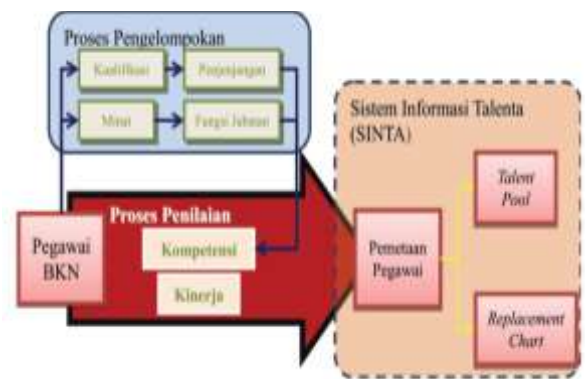 Proses Pengelompokan
Kualifikasi
Penjenjangan
Minat
Fungsi Jabatan
Sistem Informasi Talenta
(SINTA)
Proses Penilaian
Kompetensi
Kinerja
Pegawai
BKN
Pemetaan
Pegawai
Talent
Pool
Replacement
Chart